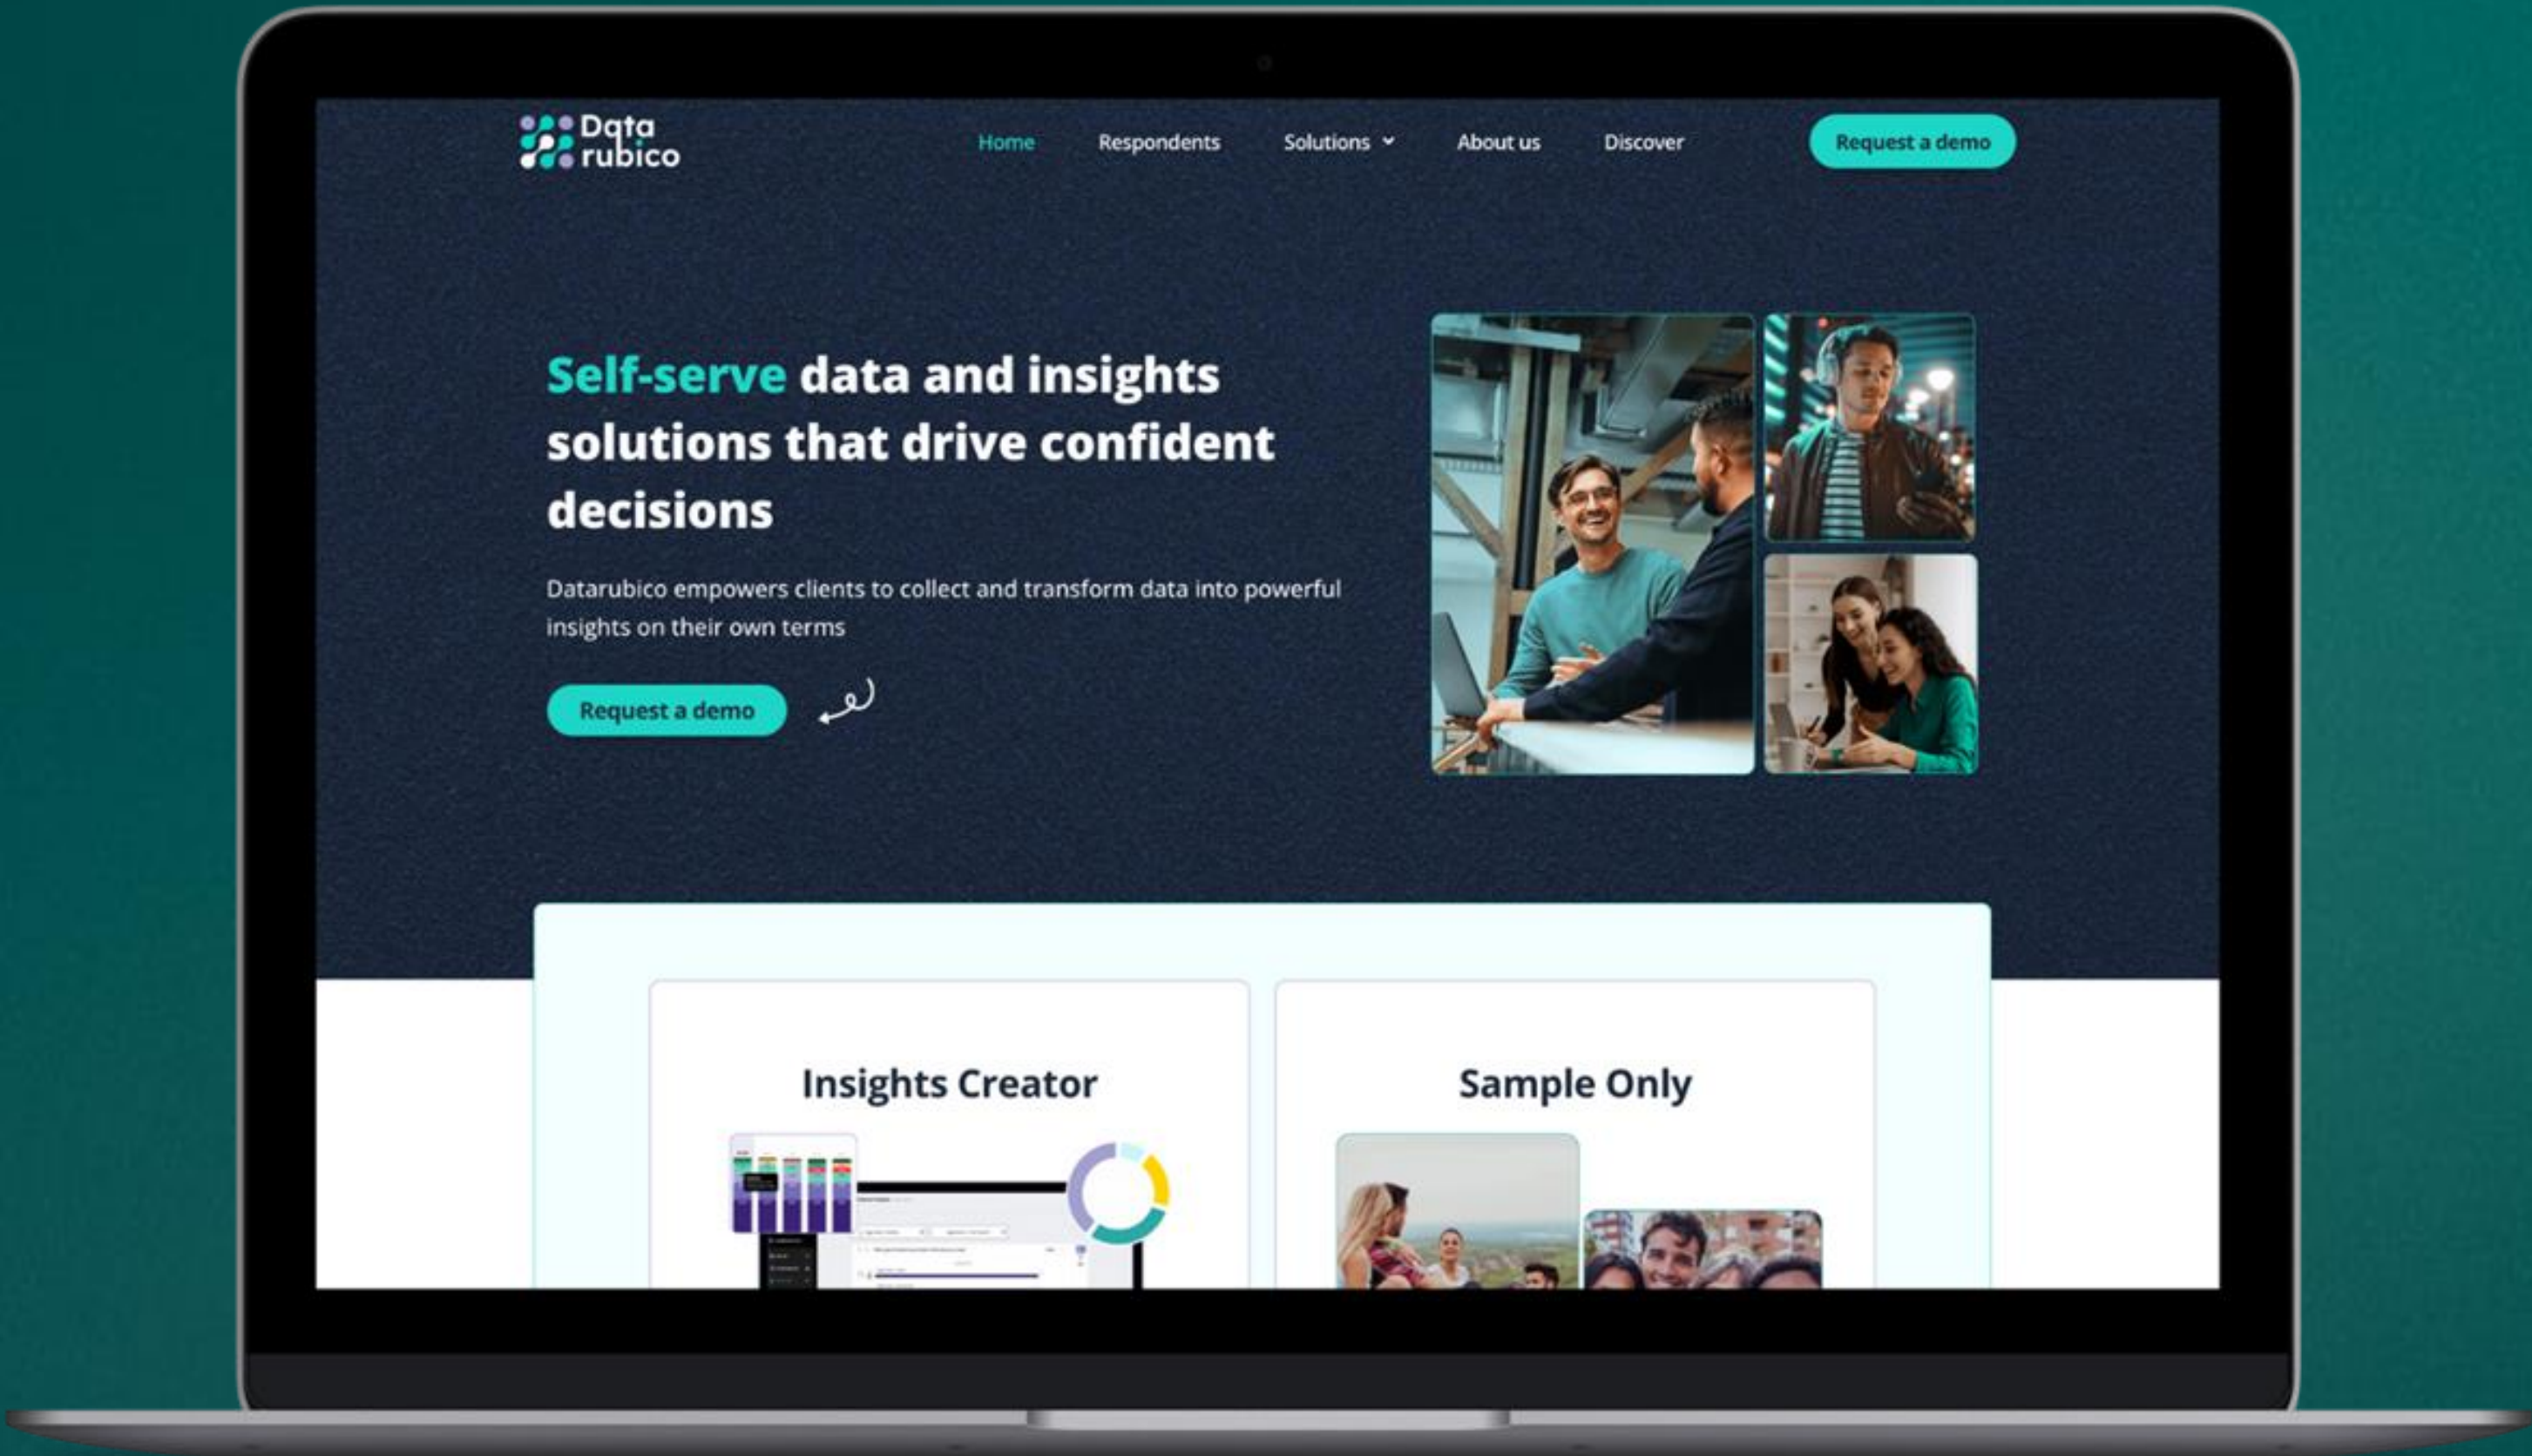 Data
rubico
Home
Respondents
Solutions
About us
Discover
Request a demo
Self-serve data and insights
solutions that drive confident
decisions
Datarubico empowers clients to collect and transform data into powerful
insights on their own terms
Request a demo
Insights Creator
Sample Only